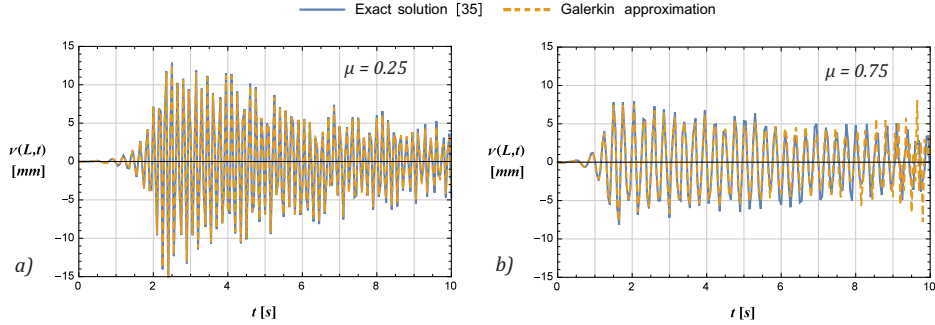 Exact solution [35] Galerkin approximation
μ = 0.25
15
10
5
0
−5
−10
−15
ν(L,t)
[mm]
0 2 4 6 8 10
t [s]
a)
μ = 0.75
15
10
5
0
−5
−10
−15
ν(L,t)
[mm]
0 2 4 6 8 10
t [s]
b)